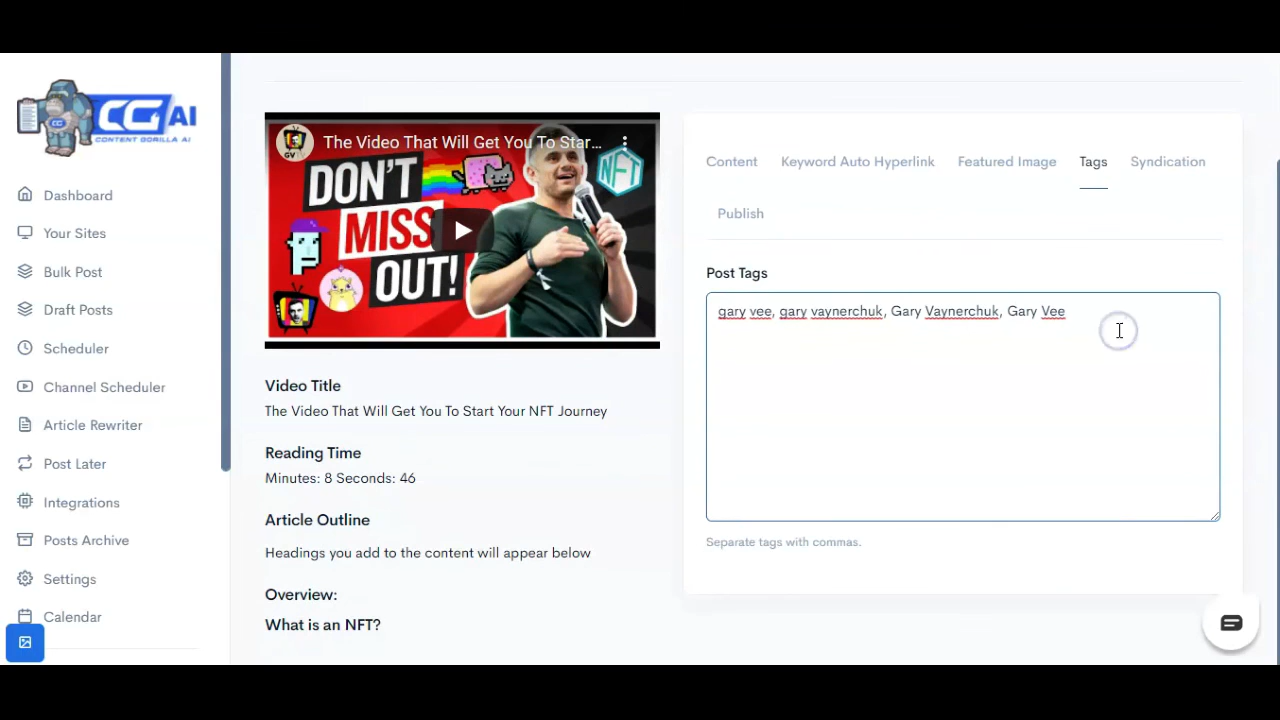 CG AI
CONTENT GORILLA AI
Dashboard
Your Sites
Bulk Post
Draft Posts
Scheduler
Channel Scheduler
Article Rewriter
Post Later
Integrations
Posts Archive
Settings
Calendar
GVTV
The Video That Will Get You To Star...
DON'T
MISS
OUT!
NFT
Video Title
The Video That Will Get You To Start Your NFT Journey
Reading Time
Minutes: 8 Seconds: 46
Article Outline
Headings you add to the content will appear below
Overview:
What is an NFT?
Content Keyword Auto Hyperlink Featured Image Tags Syndication
Publish
Post Tags
gary vee, gary vaynerchuk, Gary Vaynerchuk, Gary Vee
Separate tags with commas.